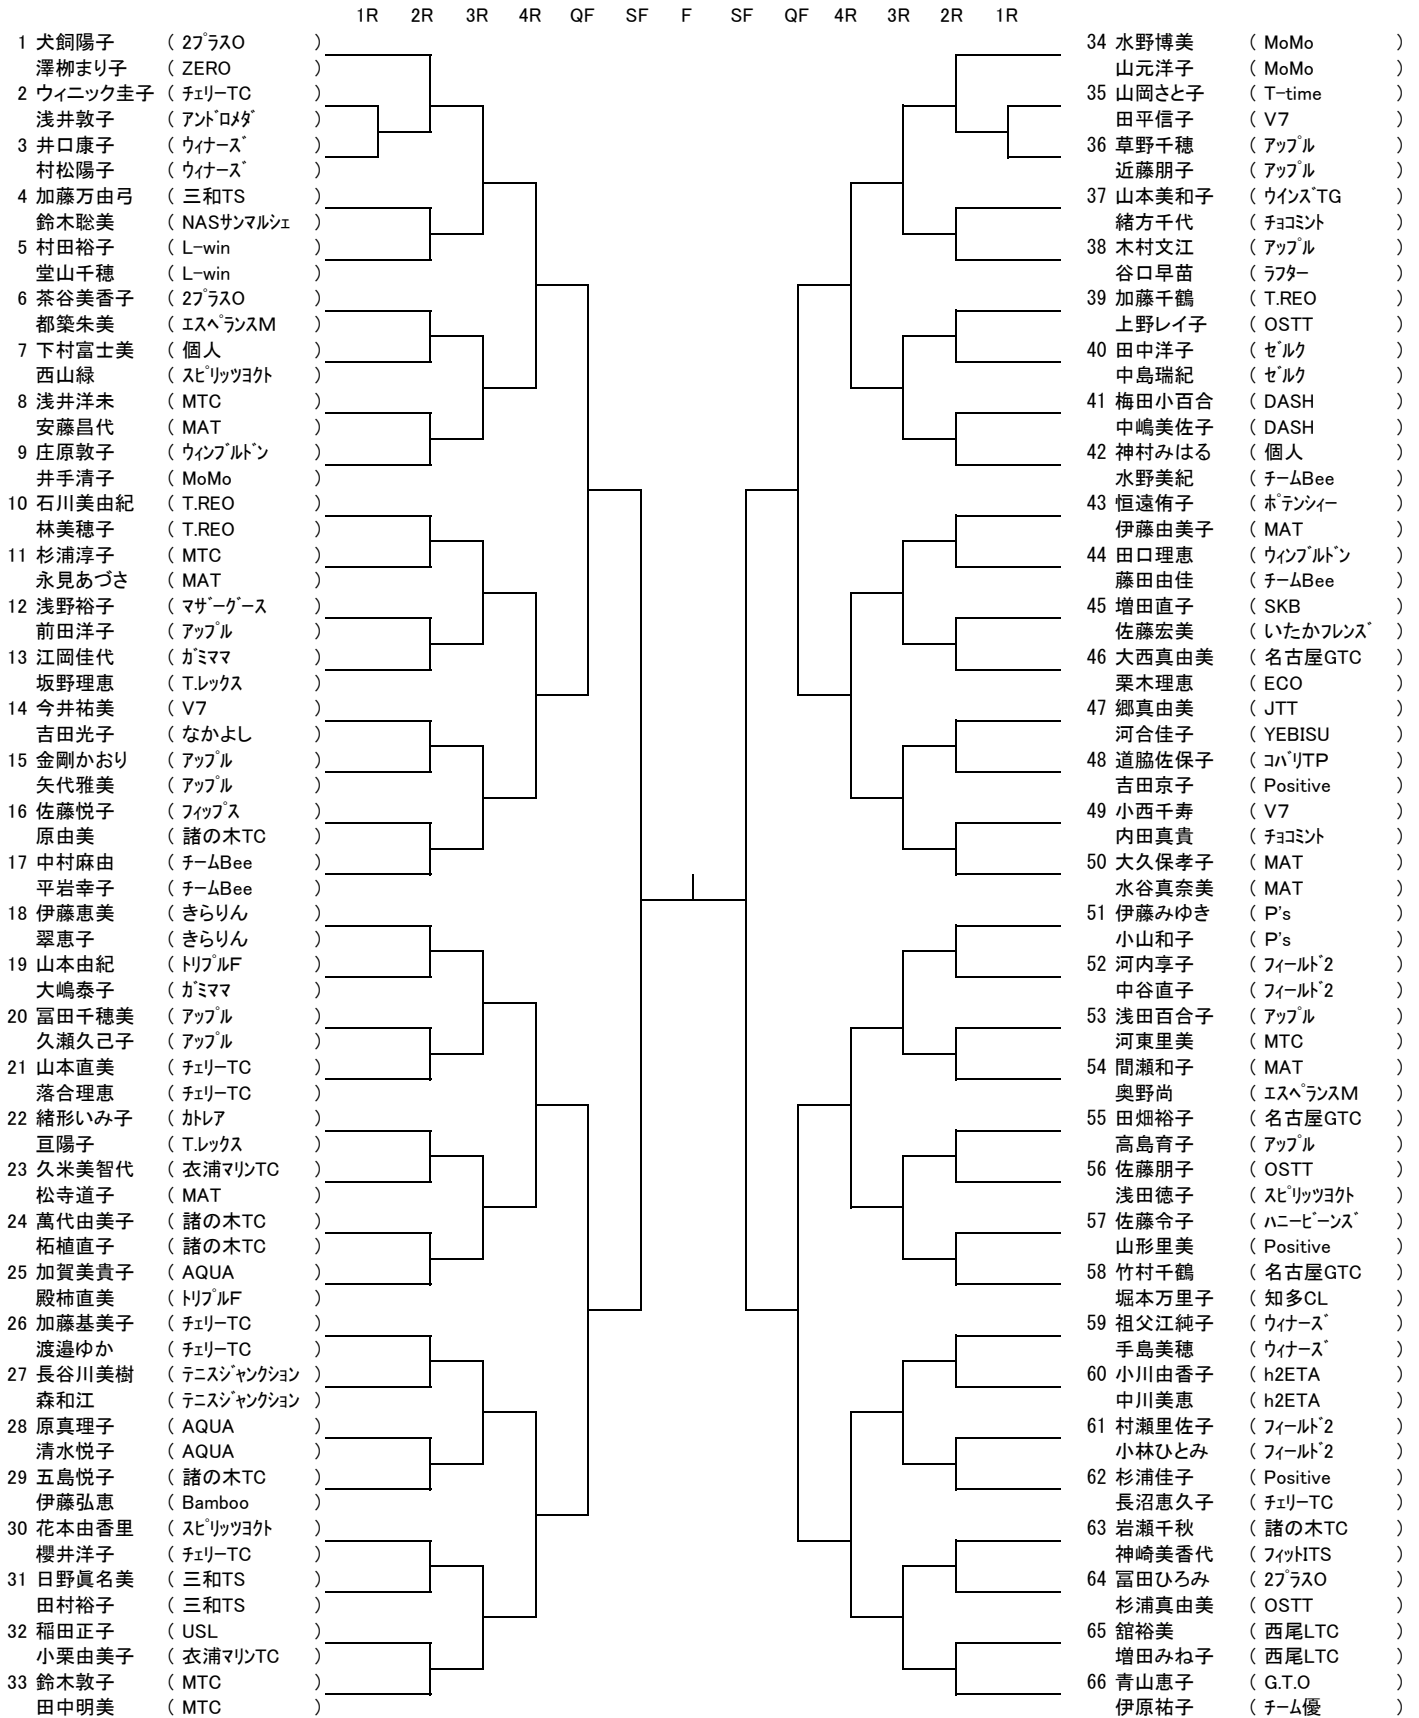 1R 2R 3R 4R QF SF F SF QF 4R 3R 2R 1R
1 犬飼陽子 ( 2プラスO )
澤栁まり子 ( ZERO )
2 ウィニック圭子 ( チェリーTC )
浅井敦子 ( アンドロメダ )
3 井口康子 ( ウィナーズ )
村松陽子 ( ウィナーズ )
4 加藤万由弓 ( 三和TS )
鈴木聡美 ( NASサンマルシェ )
5 村田裕子 ( L-win )
堂山千穂 ( L-win )
6 茶谷美香子 ( 2プラスO )
都築朱美 ( エスペランスM )
7 下村富士美 ( 個人 )
西山緑 ( スピリッツヨクト )
8 浅井洋未 ( MTC )
安藤昌代 ( MAT )
9 庄原敦子 ( ウィンブルドン )
井手清子 ( MoMo )
10 石川美由紀 ( T.REO )
林美穂子 ( T.REO )
11 杉浦淳子 ( MTC )
永見あづさ ( MAT )
12 浅野裕子 ( マザーグース )
前田洋子 ( アップル )
13 江岡佳代 ( ガミママ )
坂野理恵 ( T.レックス )
14 今井祐美 ( V7 )
吉田光子 ( なかよし )
15 金剛かおり ( アップル )
矢代雅美 ( アップル )
16 佐藤悦子 ( フィップス )
原由美 ( 諸の木TC )
17 中村麻由 ( チームBee )
平岩幸子 ( チームBee )
18 伊藤恵美 ( きらりん )
翠恵子 ( きらりん )
19 山本由紀 ( トリプルF )
大嶋泰子 ( ガミママ )
20 冨田千穂美 ( アップル )
久瀬久己子 ( アップル )
21 山本直美 ( チェリーTC )
落合理恵 ( チェリーTC )
22 緒形いみ子 ( カトレア )
亘陽子 ( T.レックス )
23 久米美智代 ( 衣浦マリンTC )
松寺道子 ( MAT )
24 萬代由美子 ( 諸の木TC )
柘植直子 ( 諸の木TC )
25 加賀美貴子 ( AQUA )
殿柿直美 ( トリプルF )
26 加藤基美子 ( チェリーTC )
渡邉ゆか ( チェリーTC )
27 長谷川美樹 ( テニスジャンクション )
森和江 ( テニスジャンクション )
28 原真理子 ( AQUA )
清水悦子 ( AQUA )
29 五島悦子 ( 諸の木TC )
伊藤弘恵 ( Bamboo )
30 花本由香里 ( スピリッツヨクト )
櫻井洋子 ( チェリーTC )
31 日野眞名美 ( 三和TS )
田村裕子 ( 三和TS )
32 稲田正子 ( USL )
小栗由美子 ( 衣浦マリンTC )
33 鈴木敦子 ( MTC )
田中明美 ( MTC )
34 水野博美 ( MoMo )
山元洋子 ( MoMo )
35 山岡さと子 ( T-time )
田平信子 ( V7 )
36 草野千穂 ( アップル )
近藤朋子 ( アップル )
37 山本美和子 ( ウインズTG )
緒方千代 ( チョコミント )
38 木村文江 ( アップル )
谷口早苗 ( ラフター )
39 加藤千鶴 ( T.REO )
上野レイ子 ( OSTT )
40 田中洋子 ( ゼルク )
中島瑞紀 ( ゼルク )
41 梅田小百合 ( DASH )
中嶋美佐子 ( DASH )
42 神村みはる ( 個人 )
水野美紀 ( チームBee )
43 恒遠侑子 ( ポテンシィー )
伊藤由美子 ( MAT )
44 田口理恵 ( ウィンブルドン )
藤田由佳 ( チームBee )
45 増田直子 ( SKB )
佐藤宏美 ( いたかフレンズ )
46 大西真由美 ( 名古屋GTC )
栗木理恵 ( ECO )
47 郷真由美 ( JTT )
河合佳子 ( YEBISU )
48 道脇佐保子 ( コバリTP )
吉田京子 ( Positive )
49 小西千寿 ( V7 )
内田真貴 ( チョコミント )
50 大久保孝子 ( MAT )
水谷真奈美 ( MAT )
51 伊藤みゆき ( P's )
小山和子 ( P's )
52 河内享子 ( フィールド2 )
中谷直子 ( フィールド2 )
53 浅田百合子 ( アップル )
河東里美 ( MTC )
54 間瀬和子 ( MAT )
奥野尚 ( エスペランスM )
55 田畑裕子 ( 名古屋GTC )
高島育子 ( アップル )
56 佐藤朋子 ( OSTT )
浅田徳子 ( スピリッツヨクト )
57 佐藤令子 ( ハニービーンズ )
山形里美 ( Positive )
58 竹村千鶴 ( 名古屋GTC )
堀本万里子 ( 知多CL )
59 祖父江純子 ( ウィナーズ )
手島美穂 ( ウィナーズ )
60 小川由香子 ( h2ETA )
中川美恵 ( h2ETA )
61 村瀬里佐子 ( フィールド2 )
小林ひとみ ( フィールド2 )
62 杉浦佳子 ( Positive )
長沼恵久子 ( チェリーTC )
63 岩瀬千秋 ( 諸の木TC )
神崎美香代 ( フィットITS )
64 冨田ひろみ ( 2プラスO )
杉浦真由美 ( OSTT )
65 舘裕美 ( 西尾LTC )
増田みね子 ( 西尾LTC )
66 青山恵子 ( G.T.O )
伊原祐子 ( チーム優 )